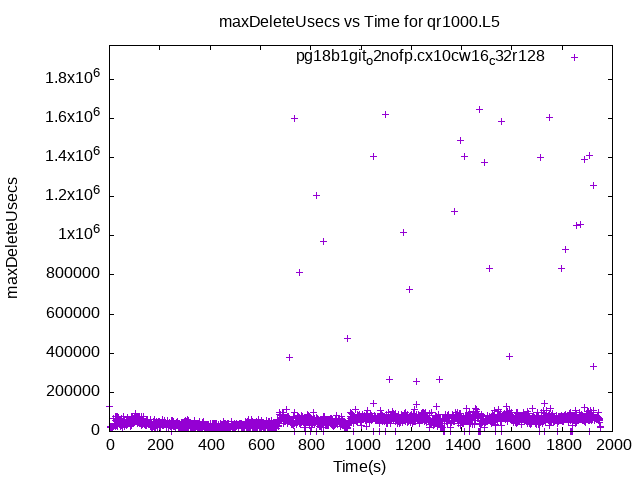 maxDeleteUsecs vs Time for qr1000.L5
pg18b1git_o2nofp.cx10cw16_c32r128
maxDeleteUsecs
1.8x10^6
1.6x10^6
1.4x10^6
1.2x10^6
1x10^6
800000
600000
400000
200000
0
0 200 400 600 800 1000 1200 1400 1600 1800 2000
Time(s)